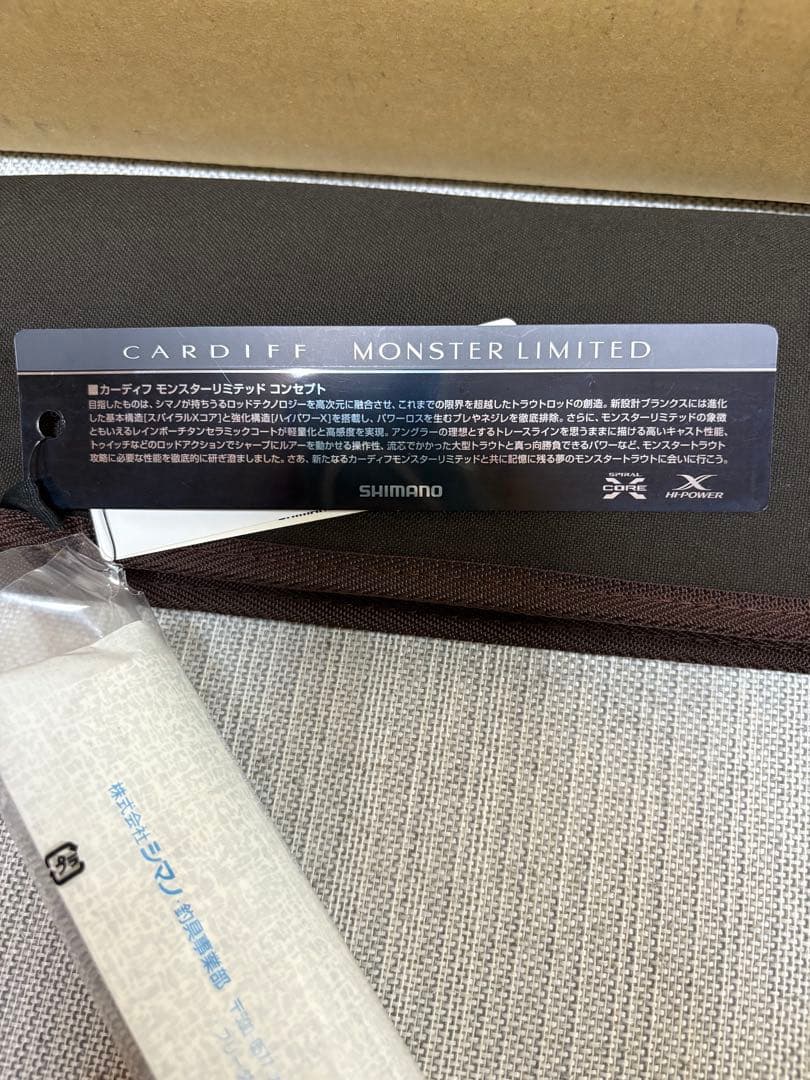 CARDIFF MONSTER LIMITED
■カーディフ モンスターリミテッド コンセプト
目指したものは、シマノが持ちうるロッドテクノロジーを高次元に融合させ、これまでの限界を超越したトラウトロッドの創造。新設計ブランクスには進化
した基本構造[スパイラルXコア]と強化構造[ハイパワーX]を搭載し、パワーロスを生むブレやネジレを徹底排除。さらに、モンスターリミテッドの象徴
ともいえるレインボーチタンセラミックコートが軽量化と高感度を実現。アングラーの理想とするトレースラインを思うままに描ける高いキャスト性能、
トゥイッチなどのロッドアクションでシャープにルアーを動かせる操作性、流芯でかかった大型トラウトと真っ向勝負できるパワーなど、モンスタートラウト
攻略に必要な性能を徹底的に研ぎ澄ましました。さあ、新たなるカーディフモンスターリミテッドと共に記憶に残る夢のモンスタートラウトに会いに行こう。
SHIMANO
SPIRAL
X CORE
X
HI-POWER
株式会社シマノ・釣具事業部